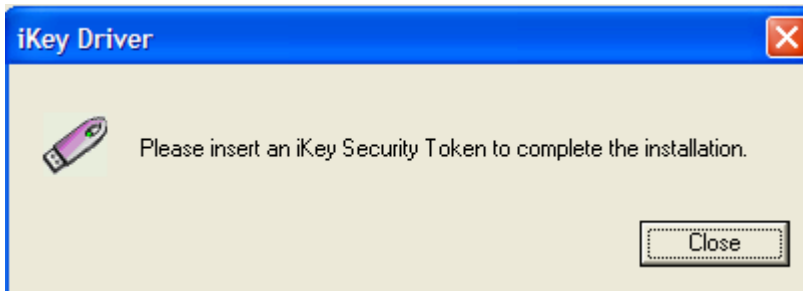 iKey Driver
Please insert an iKey Security Token to complete the installation.
Close